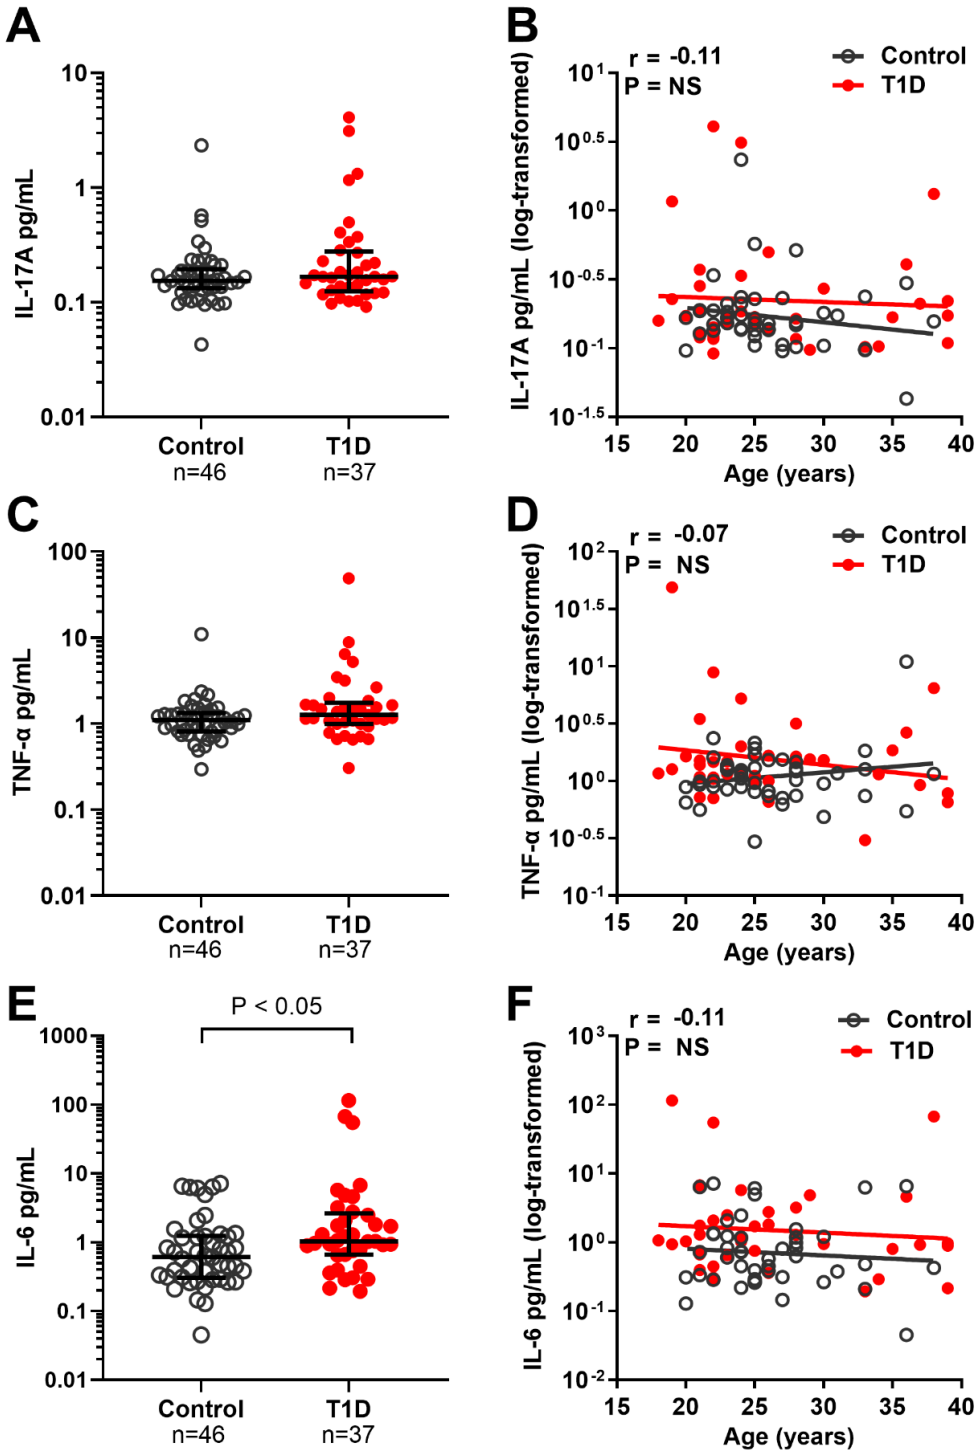 A
IL-17A pg/mL
10
1
0.1
0.01
Control
n=46
T1D
n=37
B
r = -0.11
P = NS
Control
T1D
IL-17A pg/mL (log-transformed)
10^1
10^0.5
10^0
10^-0.5
10^-1
10^-1.5
15 20 25 30 35 40
Age (years)
C
TNF-α pg/mL
100
10
1
0.1
0.01
Control
n=46
T1D
n=37
D
r = -0.07
P = NS
Control
T1D
TNF-α pg/mL (log-transformed)
10^2
10^1.5
10^1
10^0.5
10^0
10^-0.5
10^-1
15 20 25 30 35 40
Age (years)
E
P < 0.05
IL-6 pg/mL
1000
100
10
1
0.1
0.01
Control
n=46
T1D
n=37
F
r = -0.11
P = NS
Control
T1D
IL-6 pg/mL (log-transformed)
10^3
10^2
10^1
10^0
10^-1
10^-2
15 20 25 30 35 40
Age (years)